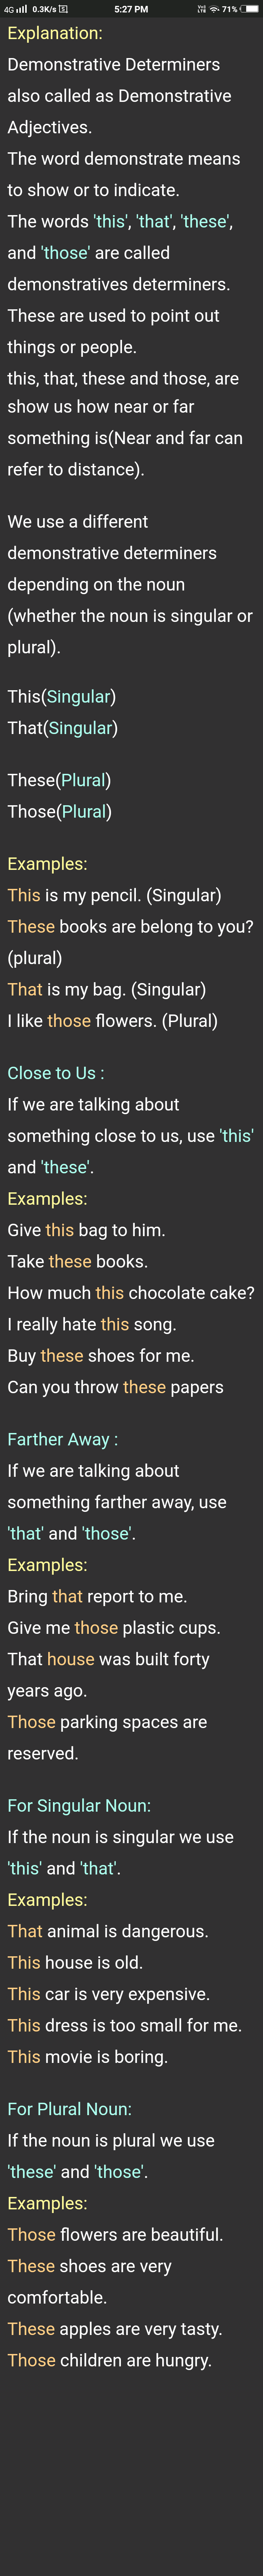 4G 0.3K/s 5:27 PM 71%
Explanation:
Demonstrative Determiners
also called as Demonstrative
Adjectives.
The word demonstrate means
to show or to indicate.
The words 'this', 'that', 'these',
and 'those' are called
demonstratives determiners.
These are used to point out
things or people.
this, that, these and those, are
show us how near or far
something is(Near and far can
refer to distance).
We use a different
demonstrative determiners
depending on the noun
(whether the noun is singular or
plural).
This(Singular)
That(Singular)
These(Plural)
Those(Plural)
Examples:
This is my pencil. (Singular)
These books are belong to you?
(plural)
That is my bag. (Singular)
I like those flowers. (Plural)
Close to Us :
If we are talking about
something close to us, use 'this'
and 'these'.
Examples:
Give this bag to him.
Take these books.
How much this chocolate cake?
I really hate this song.
Buy these shoes for me.
Can you throw these papers
Farther Away :
If we are talking about
something farther away, use
'that' and 'those'.
Examples:
Bring that report to me.
Give me those plastic cups.
That house was built forty
years ago.
Those parking spaces are
reserved.
For Singular Noun:
If the noun is singular we use
'this' and 'that'.
Examples:
That animal is dangerous.
This house is old.
This car is very expensive.
This dress is too small for me.
This movie is boring.
For Plural Noun:
If the noun is plural we use
'these' and 'those'.
Examples:
Those flowers are beautiful.
These shoes are very
comfortable.
These apples are very tasty.
Those children are hungry.